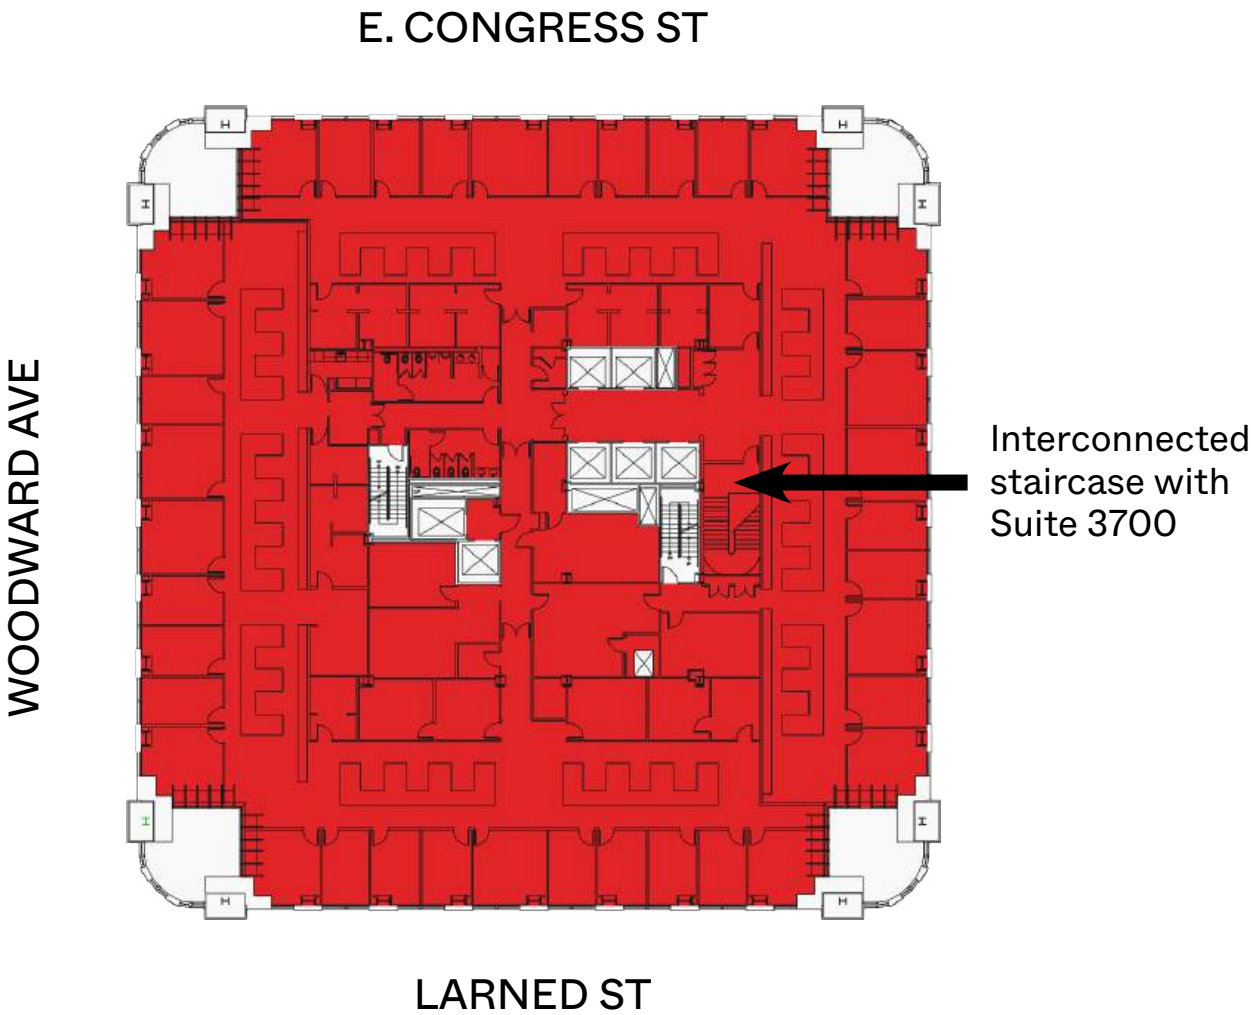 E. CONGRESS ST
WOODWARD AVE
Interconnected
staircase with
Suite 3700
LARNED ST